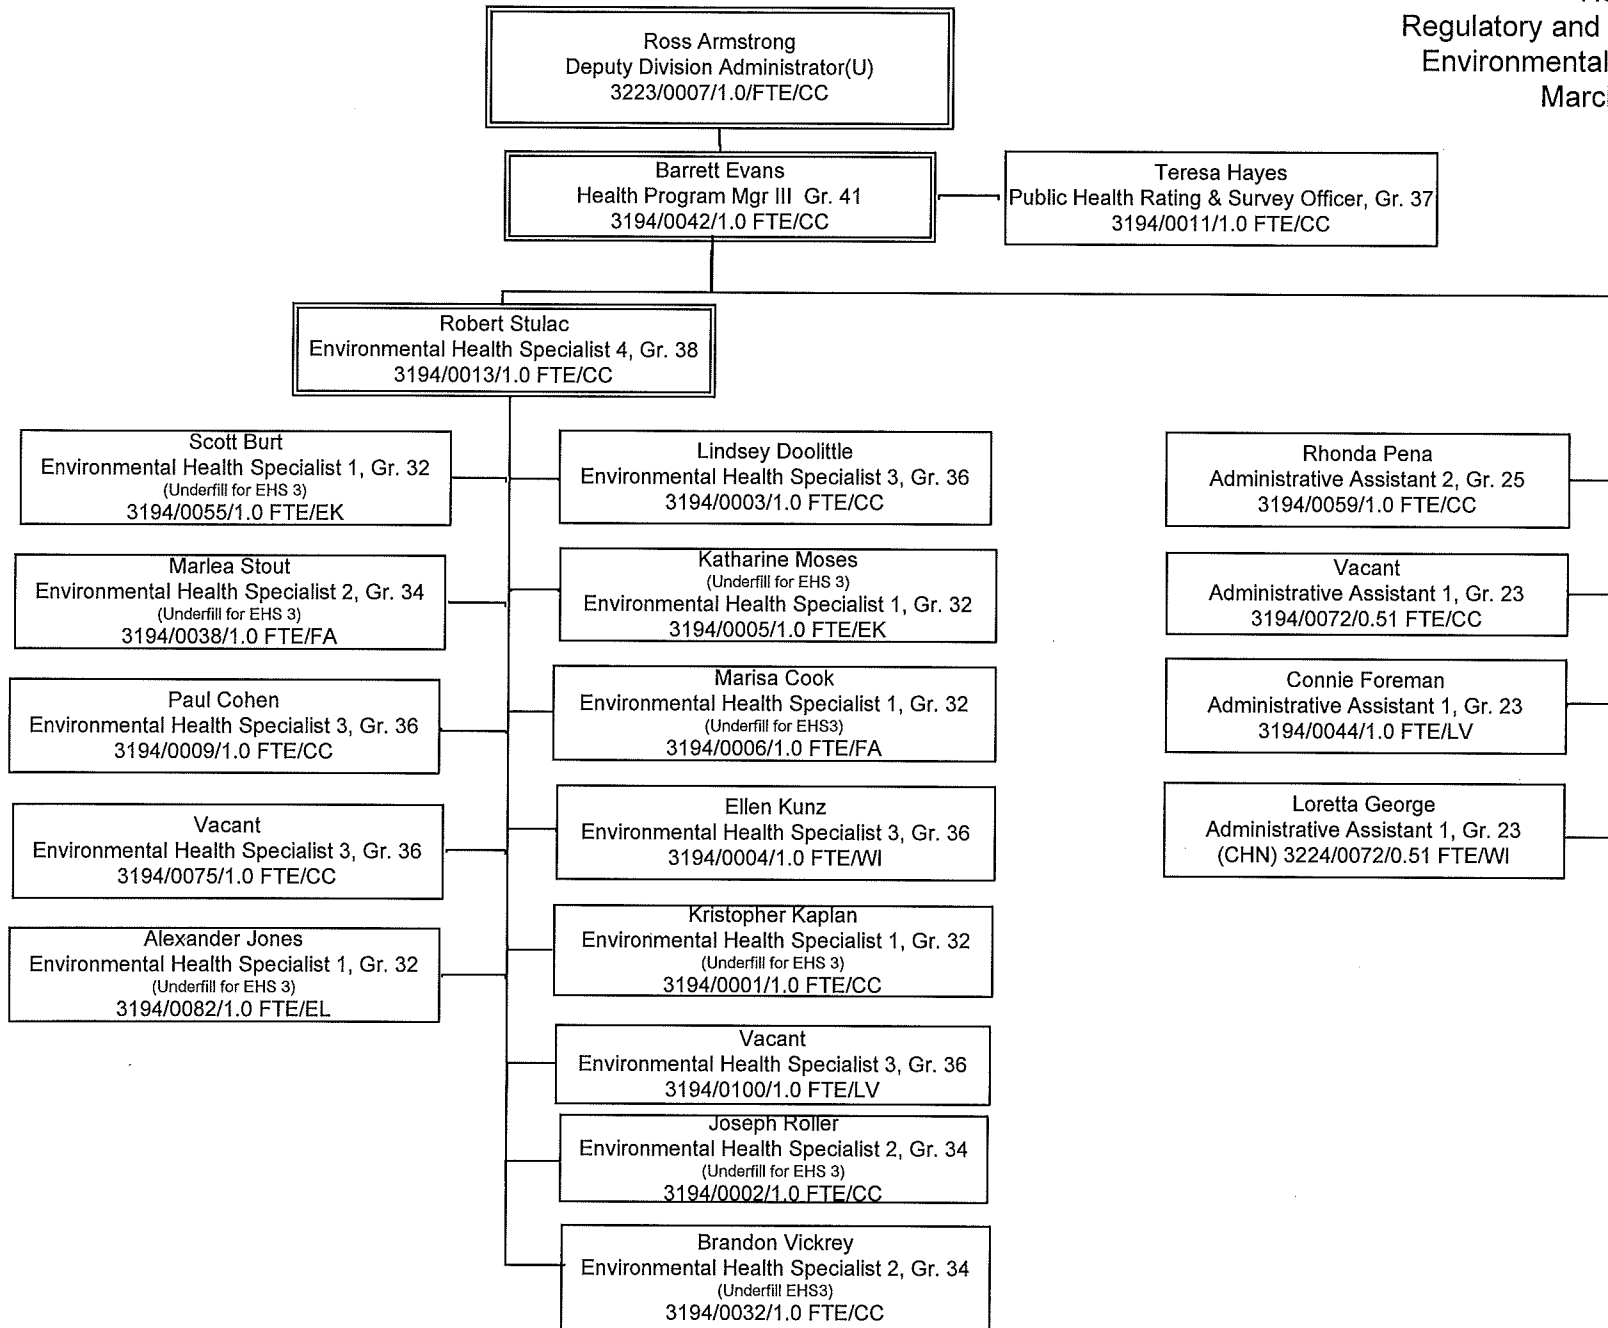 Regulatory and
Environmental
Ross Armstrong
Deputy Division Administrator(U)
3223/0007/1.0/FTE/CC
Barrett Evans
Health Program Mgr III Gr. 41
3194/0042/1.0 FTE/CC
Teresa Hayes
Public Health Rating & Survey Officer, Gr. 37
3194/0011/1.0 FTE/CC
Robert Stulac
Environmental Health Specialist 4, Gr. 38
3194/0013/1.0 FTE/CC
Scott Burt
Environmental Health Specialist 1, Gr. 32
(Underfill for EHS 3)
3194/0055/1.0 FTE/EK
Marlea Stout
Environmental Health Specialist 2, Gr. 34
(Underfill for EHS 3)
3194/0038/1.0 FTE/FA
Paul Cohen
Environmental Health Specialist 3, Gr. 36
3194/0009/1.0 FTE/CC
Vacant
Environmental Health Specialist 3, Gr. 36
3194/0075/1.0 FTE/CC
Alexander Jones
Environmental Health Specialist 1, Gr. 32
(Underfill for EHS 3)
3194/0082/1.0 FTE/EL
Lindsey Doolittle
Environmental Health Specialist 3, Gr. 36
3194/0003/1.0 FTE/CC
Katharine Moses
(Underfill for EHS 3)
Environmental Health Specialist 1, Gr. 32
3194/0005/1.0 FTE/EK
Marisa Cook
Environmental Health Specialist 1, Gr. 32
(Underfill for EHS3)
3194/0006/1.0 FTE/FA
Ellen Kunz
Environmental Health Specialist 3, Gr. 36
3194/0004/1.0 FTE/WI
Kristopher Kaplan
Environmental Health Specialist 1, Gr. 32
(Underfill for EHS 3)
3194/0001/1.0 FTE/CC
Vacant
Environmental Health Specialist 3, Gr. 36
3194/0100/1.0 FTE/LV
Joseph Roller
Environmental Health Specialist 2, Gr. 34
(Underfill for EHS 3)
3194/0002/1.0 FTE/CC
Brandon Vickrey
Environmental Health Specialist 2, Gr. 34
(Underfill EHS3)
3194/0032/1.0 FTE/CC
Rhonda Pena
Administrative Assistant 2, Gr. 25
3194/0059/1.0 FTE/CC
Vacant
Administrative Assistant 1, Gr. 23
3194/0072/0.51 FTE/CC
Connie Foreman
Administrative Assistant 1, Gr. 23
3194/0044/1.0 FTE/LV
Loretta George
Administrative Assistant 1, Gr. 23
(CHN) 3224/0072/0.51 FTE/WI